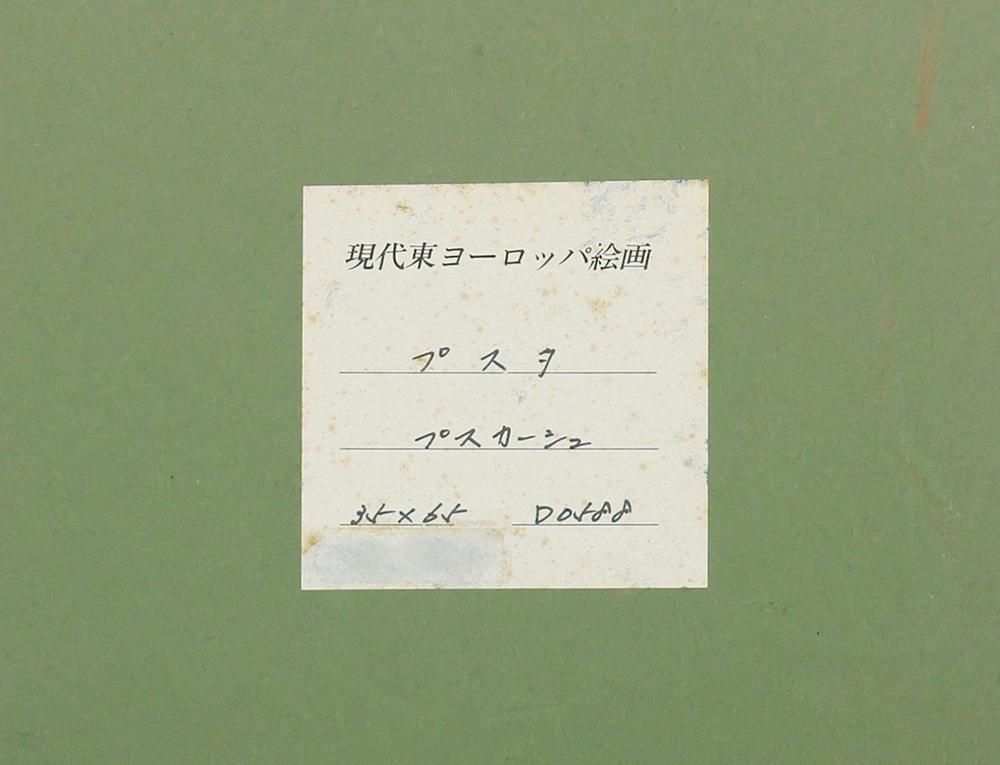 現代東ヨーロッパ絵画
プスタ
プスカーシュ
35×65 D0588